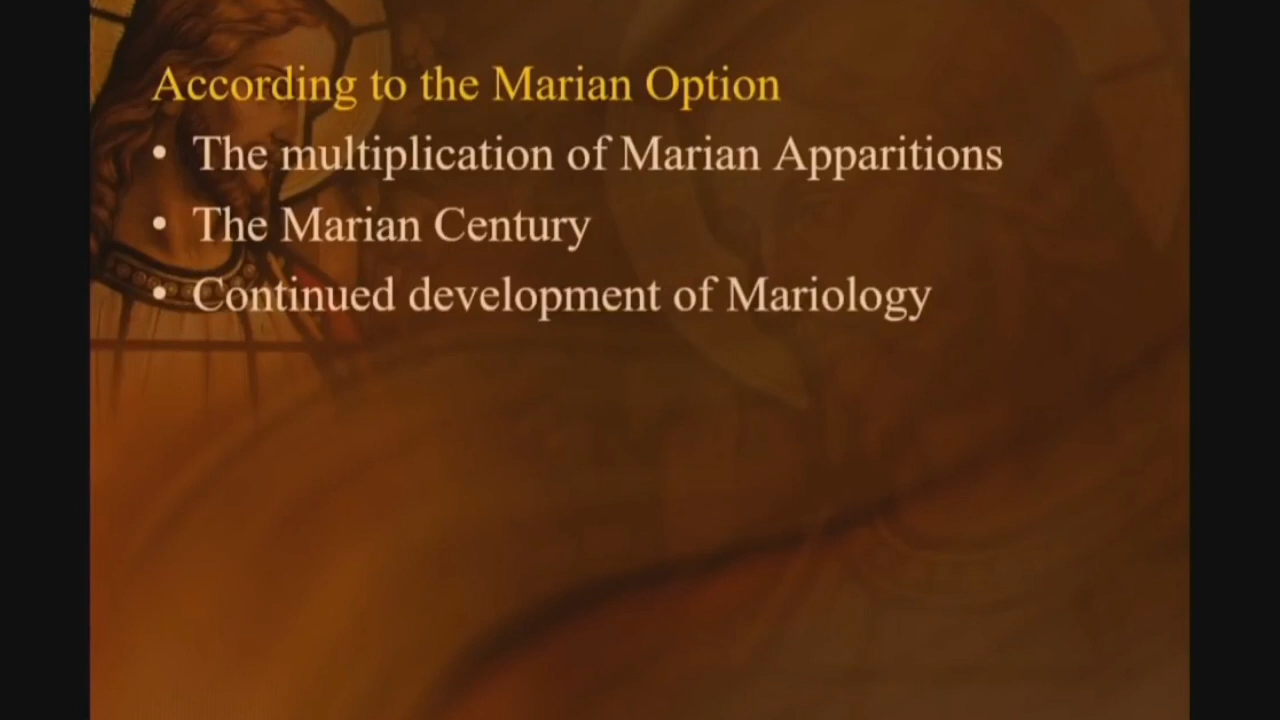 According to the Marian Option
• The multiplication of Marian Apparitions
• The Marian Century
• Continued development of Mariology